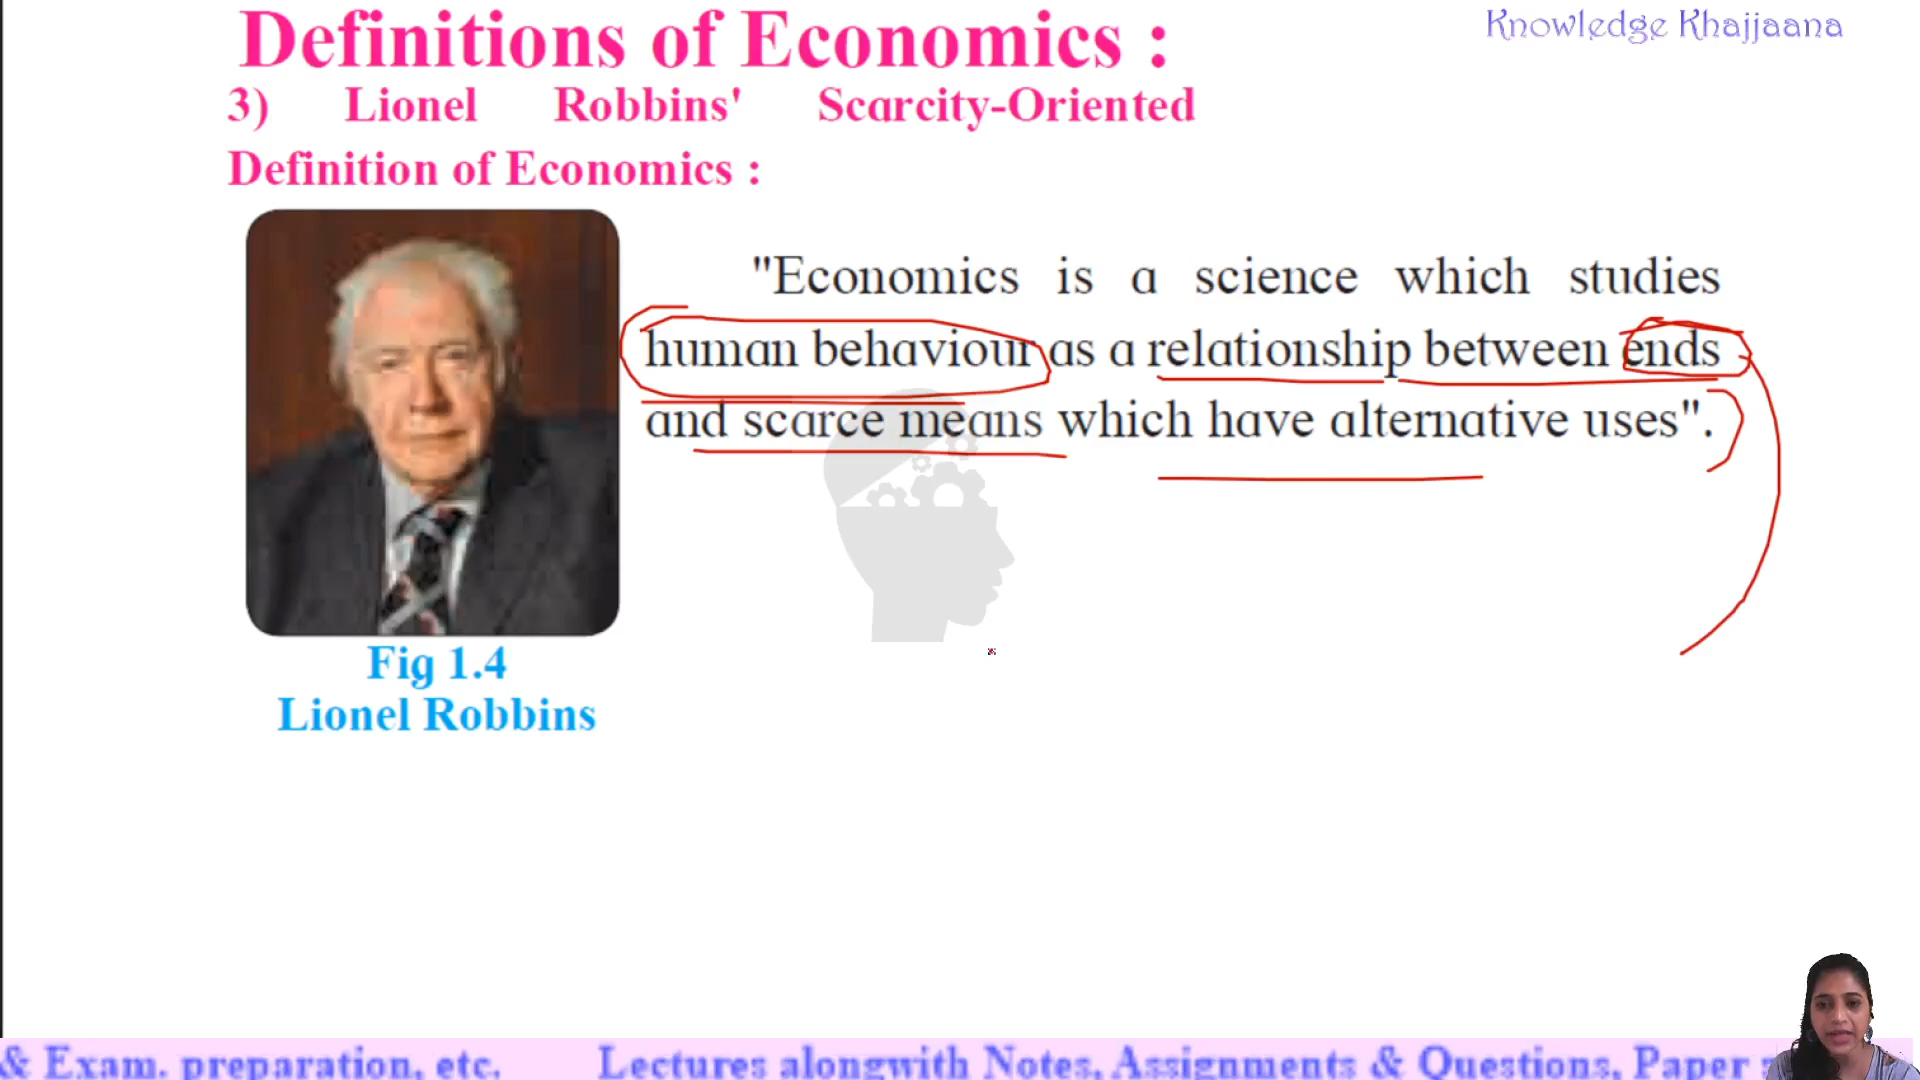 Definitions of Economics :
Knowledge Khajjaana
3) Lionel Robbins' Scarcity-Oriented
Definition of Economics :
"Economics is a science which studies
human behaviour as a relationship between ends
and scarce means which have alternative uses".
Fig 1.4
Lionel Robbins
& Exam. preparation, etc. Lectures alongwith Notes, Assignments & Questions, Paper